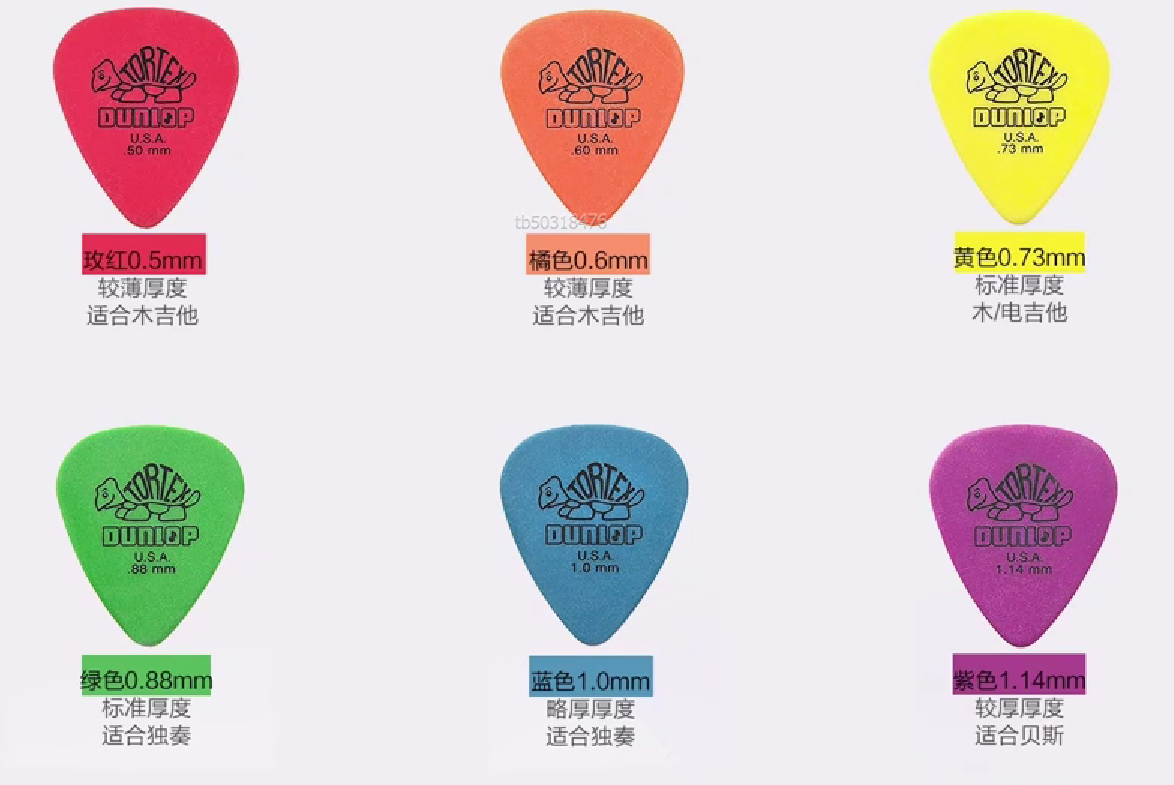 TORTEX
DUNLOP
U.S.A.
.50 mm
玫红0.5mm
较薄厚度
适合木吉他
TORTEX
DUNLOP
U.S.A.
.60 mm
tb50318476
橘色0.6mm
较薄厚度
适合木吉他
TORTEX
DUNLOP
U.S.A.
.73 mm
黄色0.73mm
标准厚度
木/电吉他
TORTEX
DUNLOP
U.S.A.
.88 mm
绿色0.88mm
标准厚度
适合独奏
TORTEX
DUNLOP
U.S.A.
1.0 mm
蓝色1.0mm
略厚厚度
适合独奏
TORTEX
DUNLOP
U.S.A.
1.14 mm
紫色1.14mm
较厚厚度
适合贝斯